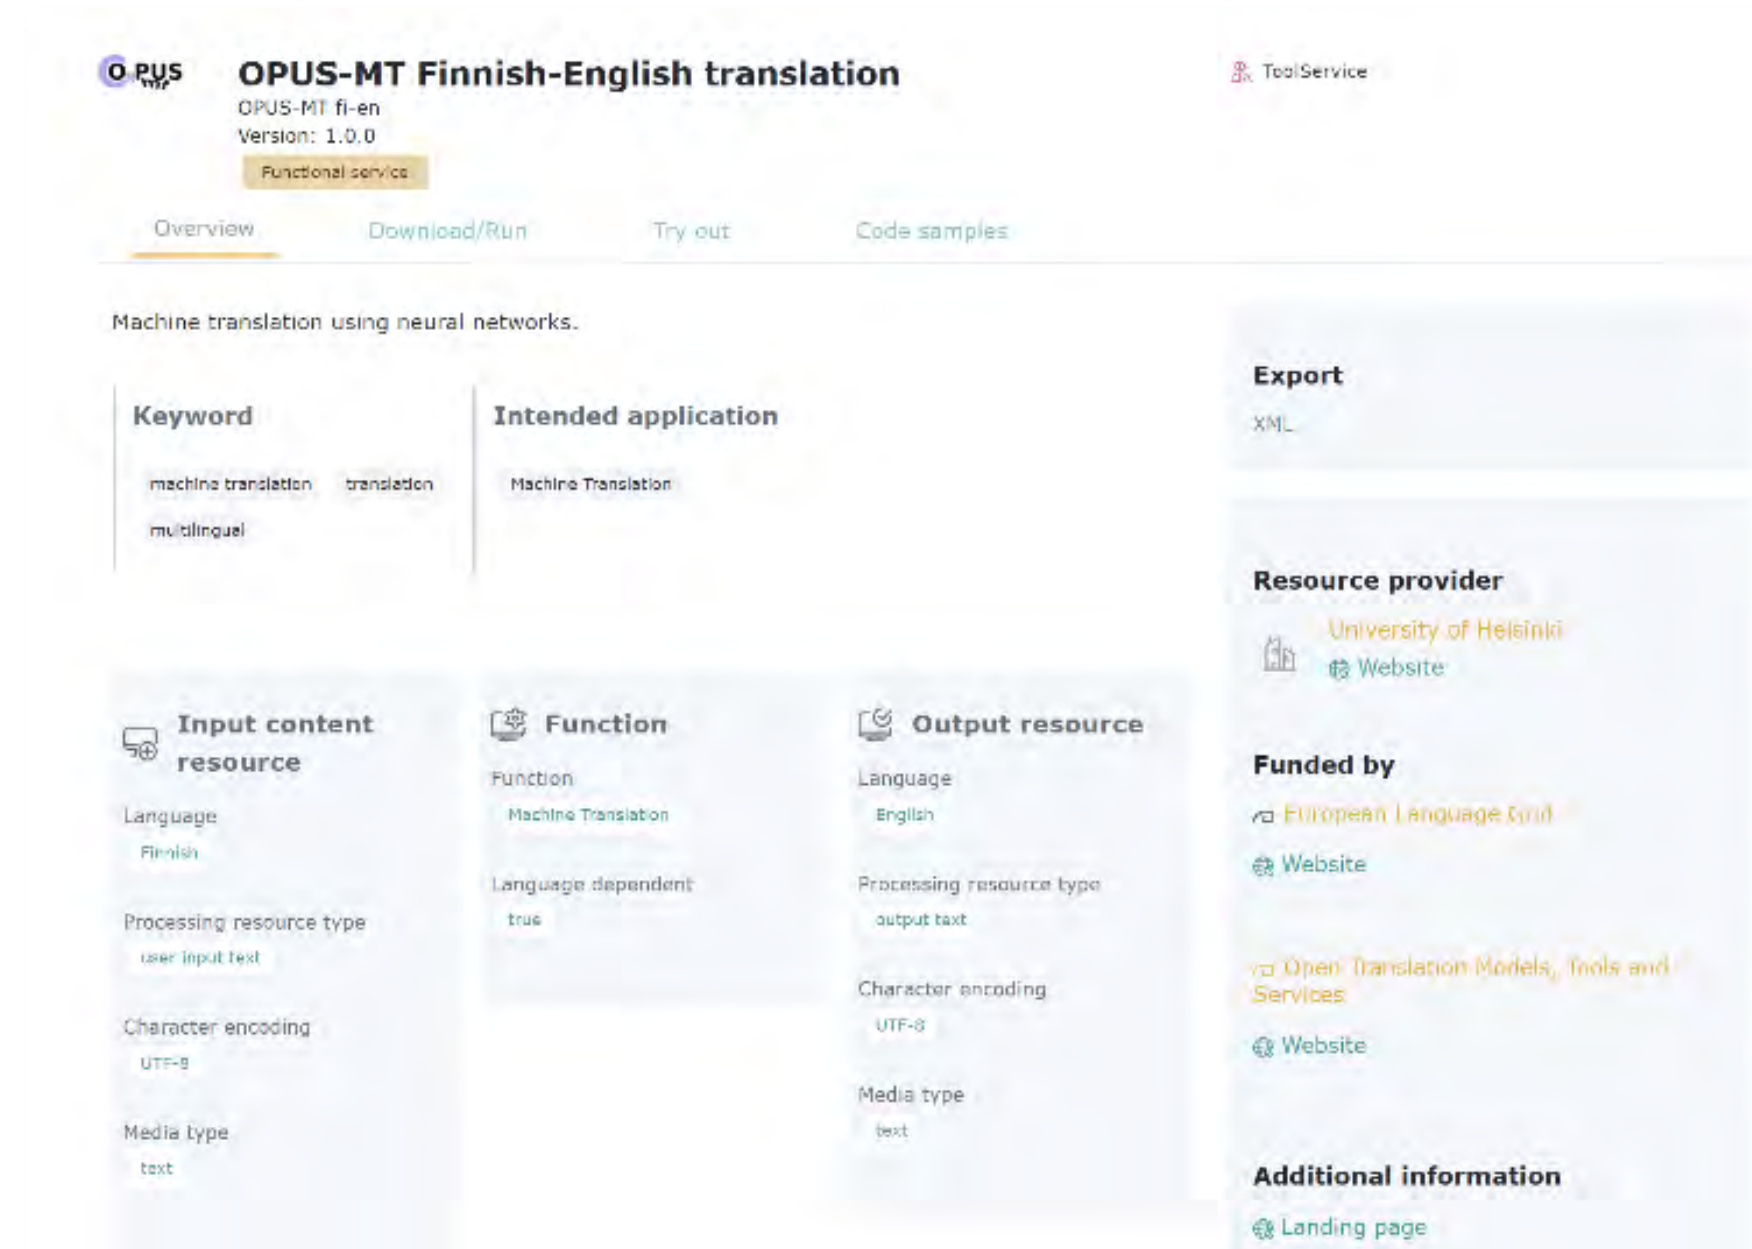 OPUS
OPUS-MT Finnish-English translation
OPUS-MT fi-en
Version: 1.0.0
Functional service
Tool Service
Overview
Download/Run
Try out
Code samples
Machine translation using neural networks.
Keyword
machine translation
translation
multilingual
Intended application
Machine Translation
Input content
resource
Language
Finnish
Processing resource type
user input text
Character encoding
UTF-8
Media type
text
Function
Function
Machine Translation
Language dependent
true
Output resource
Language
English
Processing resource type
output text
Character encoding
UTF-8
Media type
text
Export
XML
Resource provider
University of Helsinki
Website
Funded by
European Language Grid
Website
Open Translation Models, Tools and
Services
Website
Additional information
Landing page